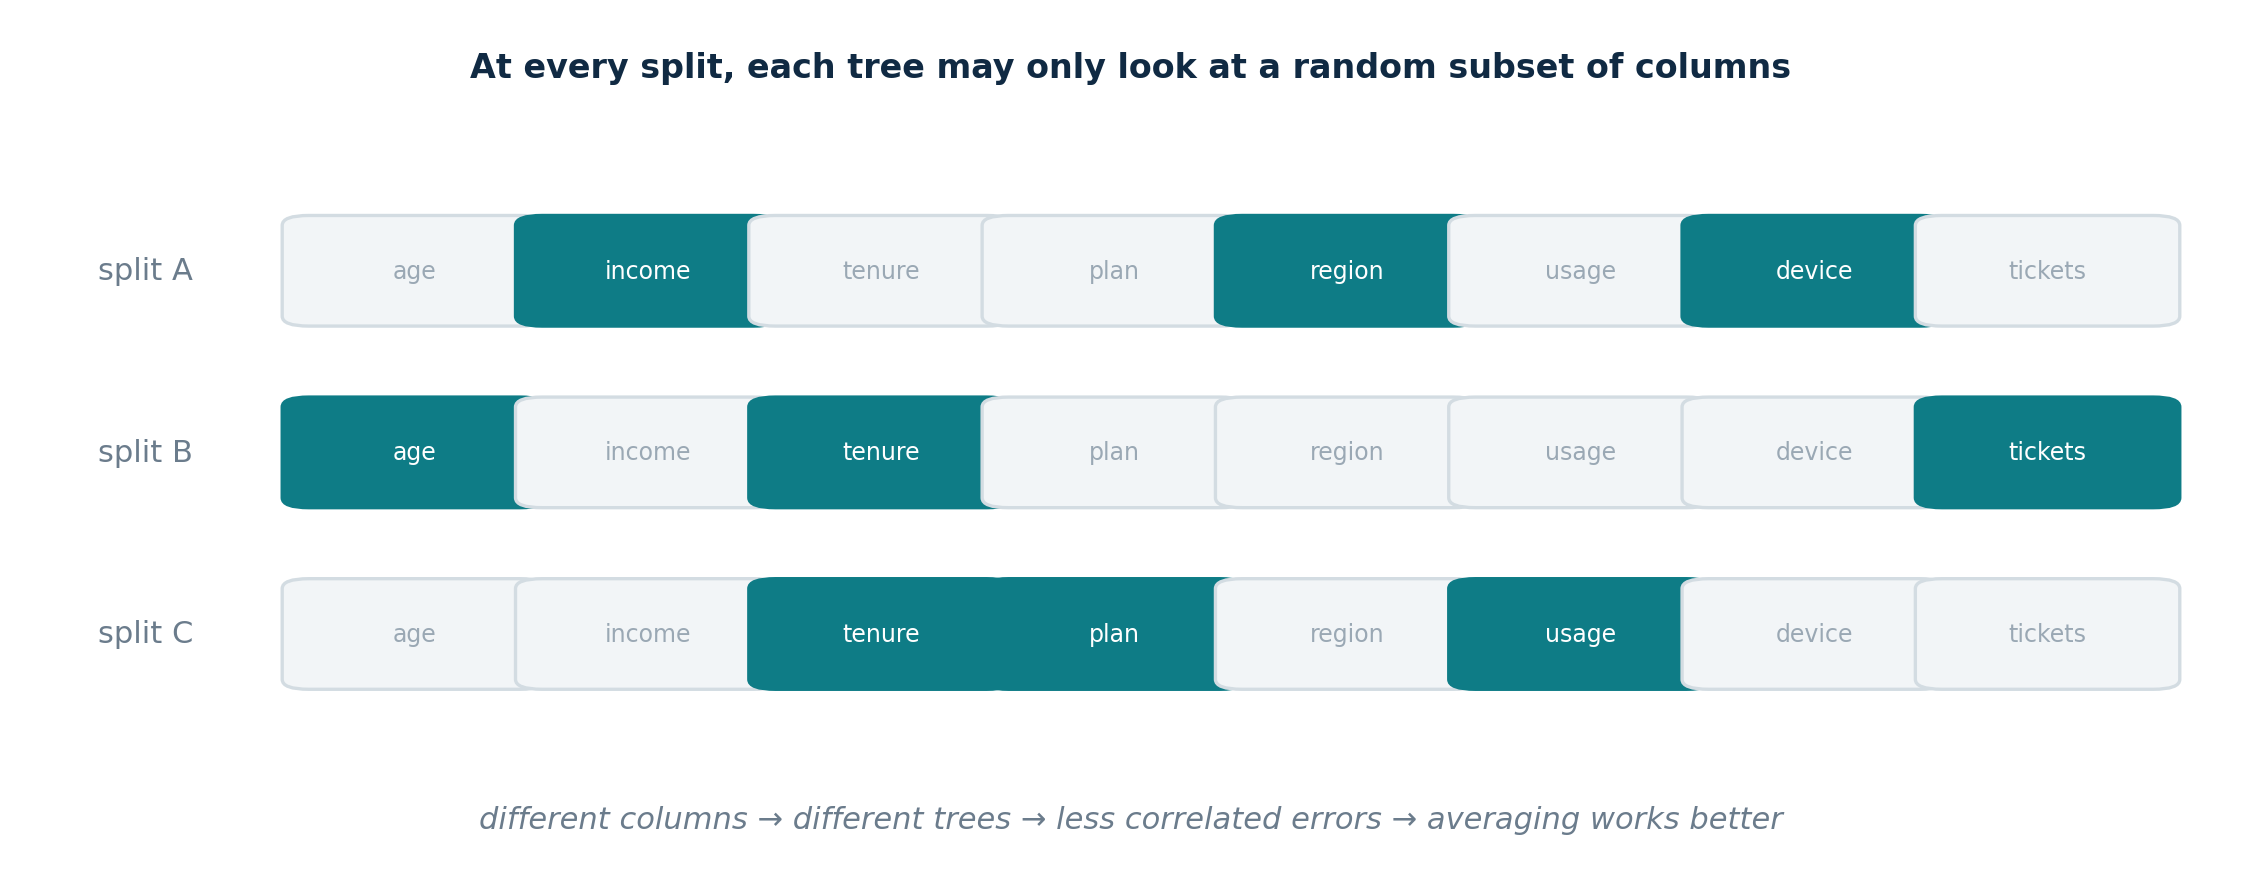 At every split, each tree may only look at a random subset of columns
split A age income tenure plan region usage device tickets
split B age income tenure plan region usage device tickets
split C age income tenure plan region usage device tickets
different columns → different trees → less correlated errors → averaging works better